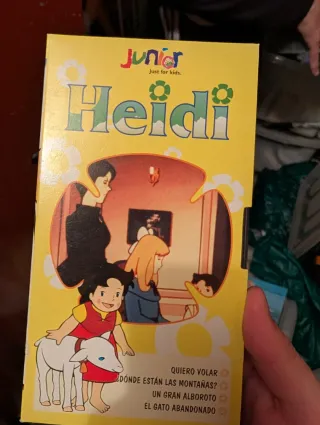 junior
just for kids.
Heidi
QUIERO VOLAR
¿DÓNDE ESTÁN LAS MONTAÑAS?
UN GRAN ALBOROTO
EL GATO ABANDONADO